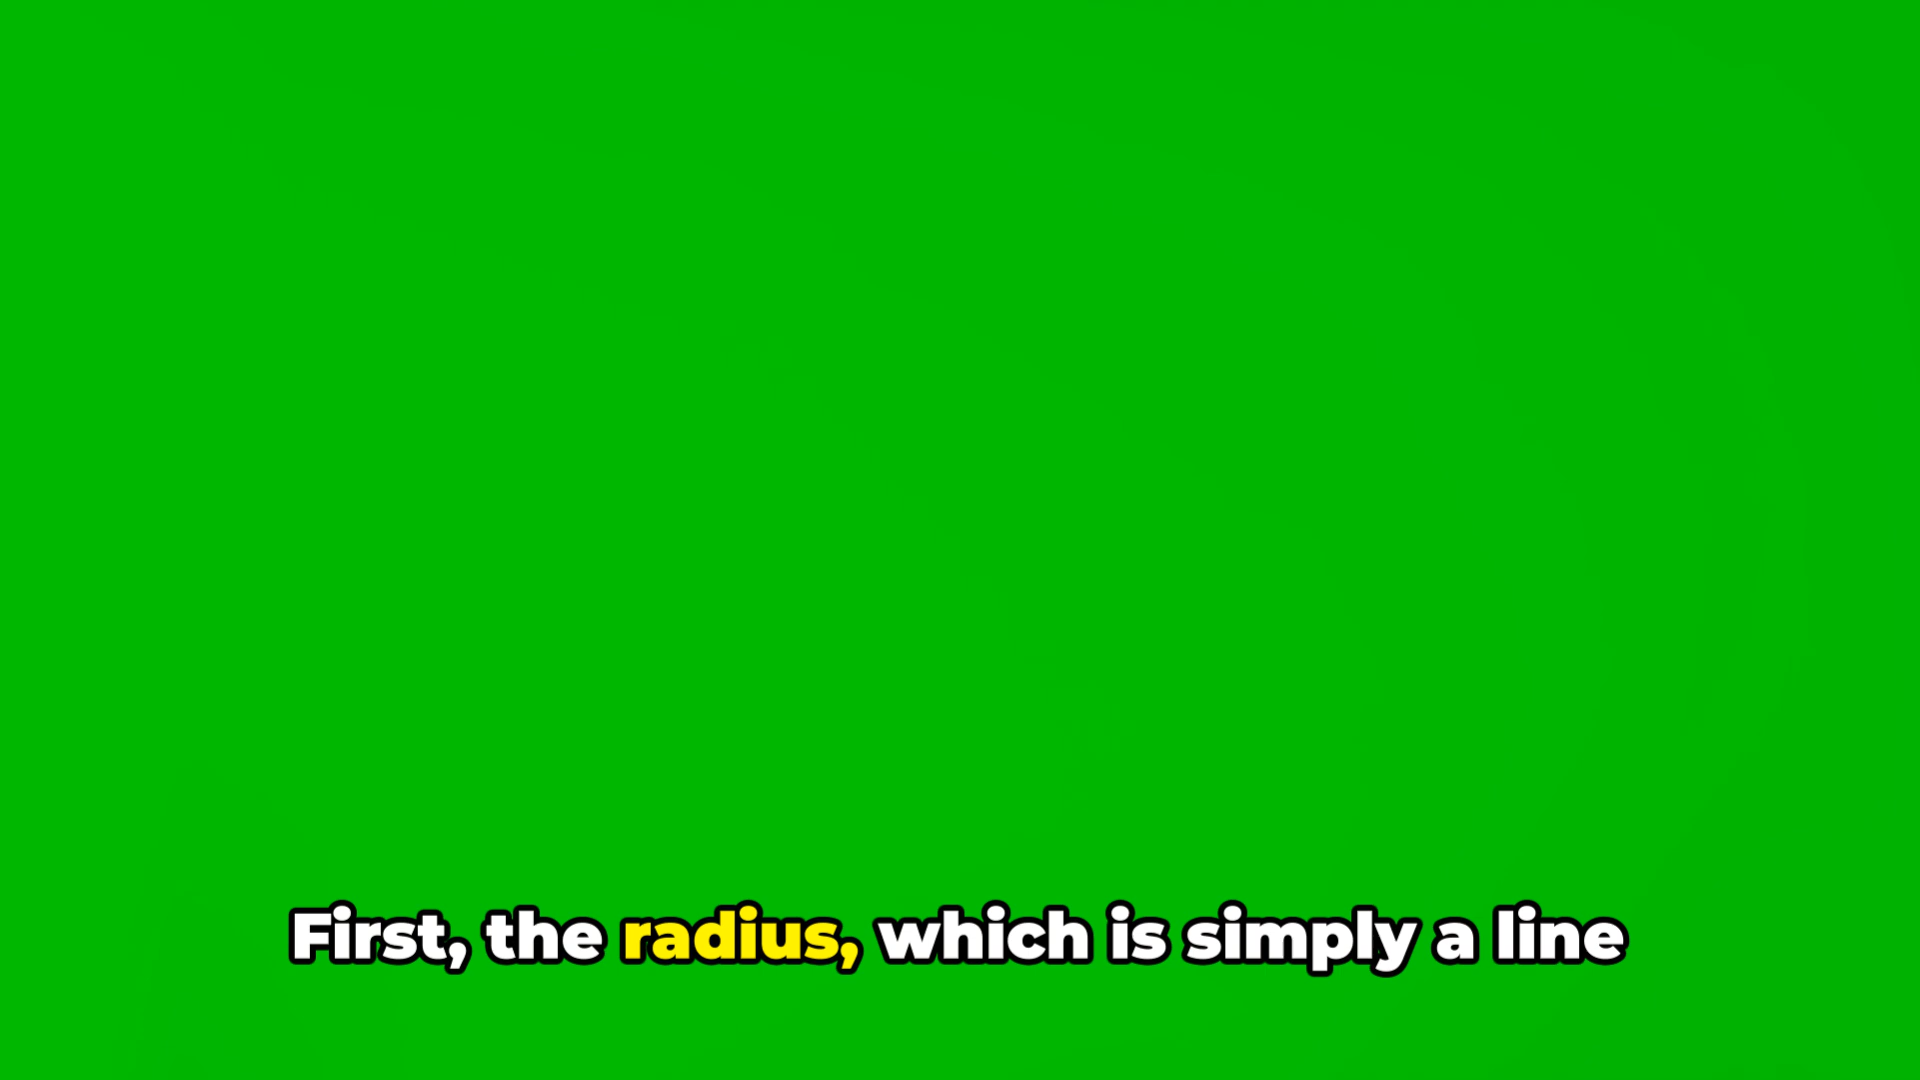 First, the radius, which is simply a line